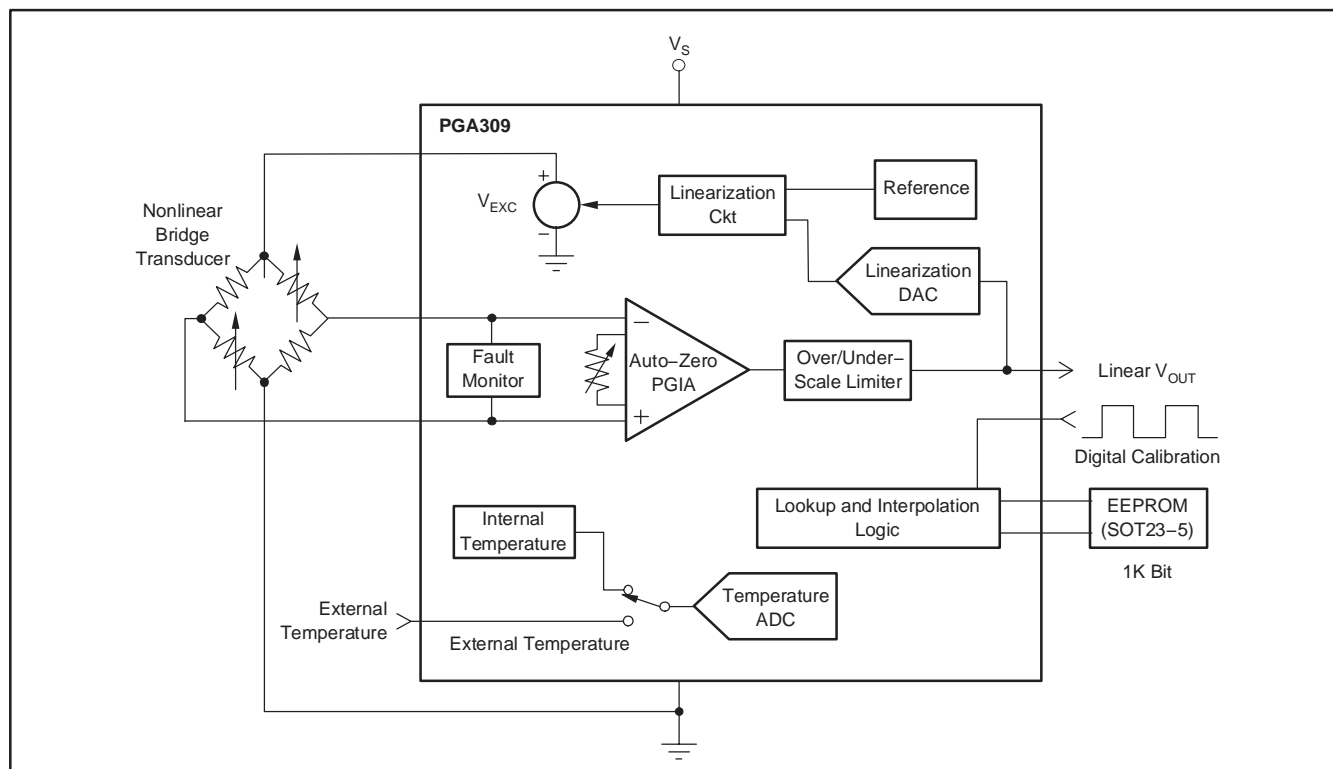 V_S
PGA309
Reference
Linearization
Ckt
+
V_EXC
−
Nonlinear
Bridge
Transducer
Linearization
DAC
−
Fault
Monitor
Auto−Zero
PGIA
+
Over/Under−
Scale Limiter
Linear V_OUT
Digital Calibration
Lookup and Interpolation
Logic
EEPROM
(SOT23−5)
1K Bit
Internal
Temperature
Temperature
ADC
External
Temperature
External Temperature